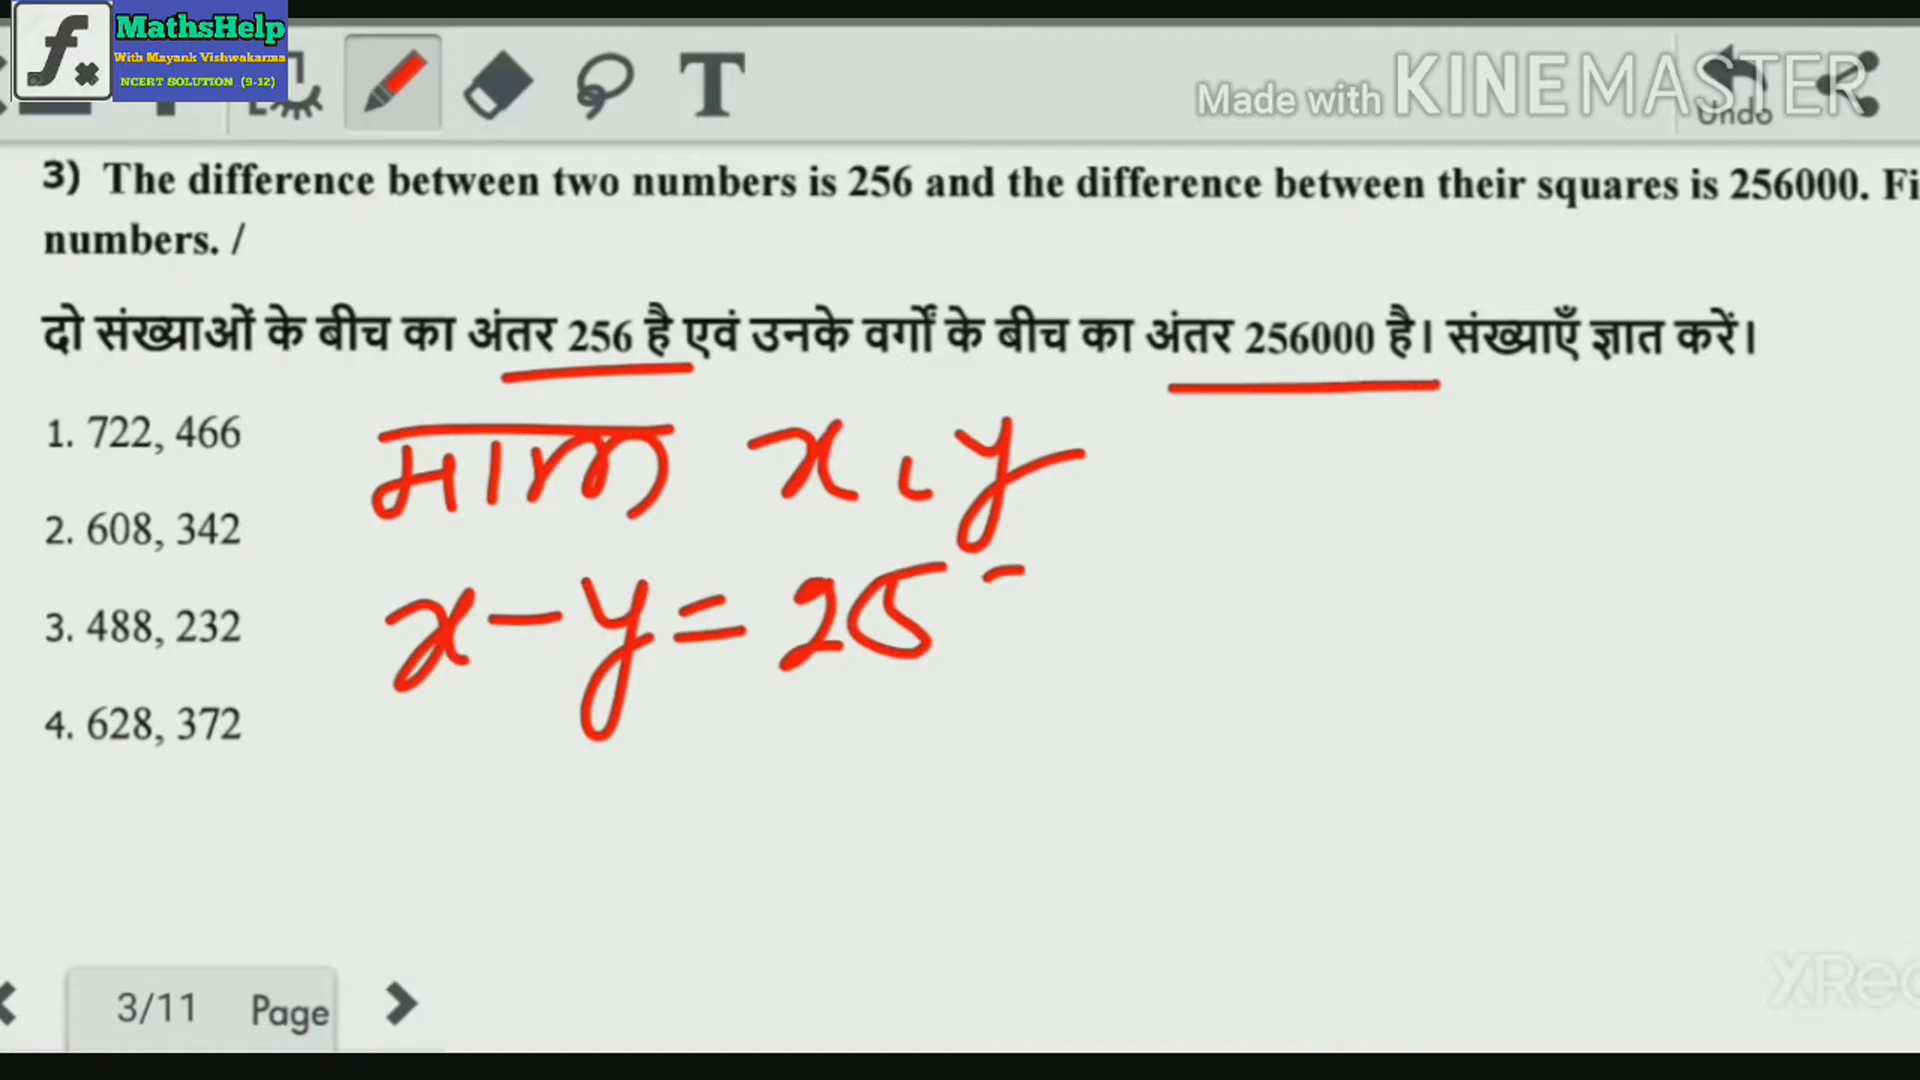 MathsHelp
With Mayank Vishwakarma
NCERT SOLUTION (9-12)
T
Made with KINEMASTER
Undo
3) The difference between two numbers is 256 and the difference between their squares is 256000. Fi
numbers. /
दो संख्याओं के बीच का अंतर 256 है एवं उनके वर्गों के बीच का अंतर 256000 है। संख्याएँ ज्ञात करें।
1. 722, 466
2. 608, 342
3. 488, 232
4. 628, 372
x, y
x - y = 25
3/11 Page
XRec